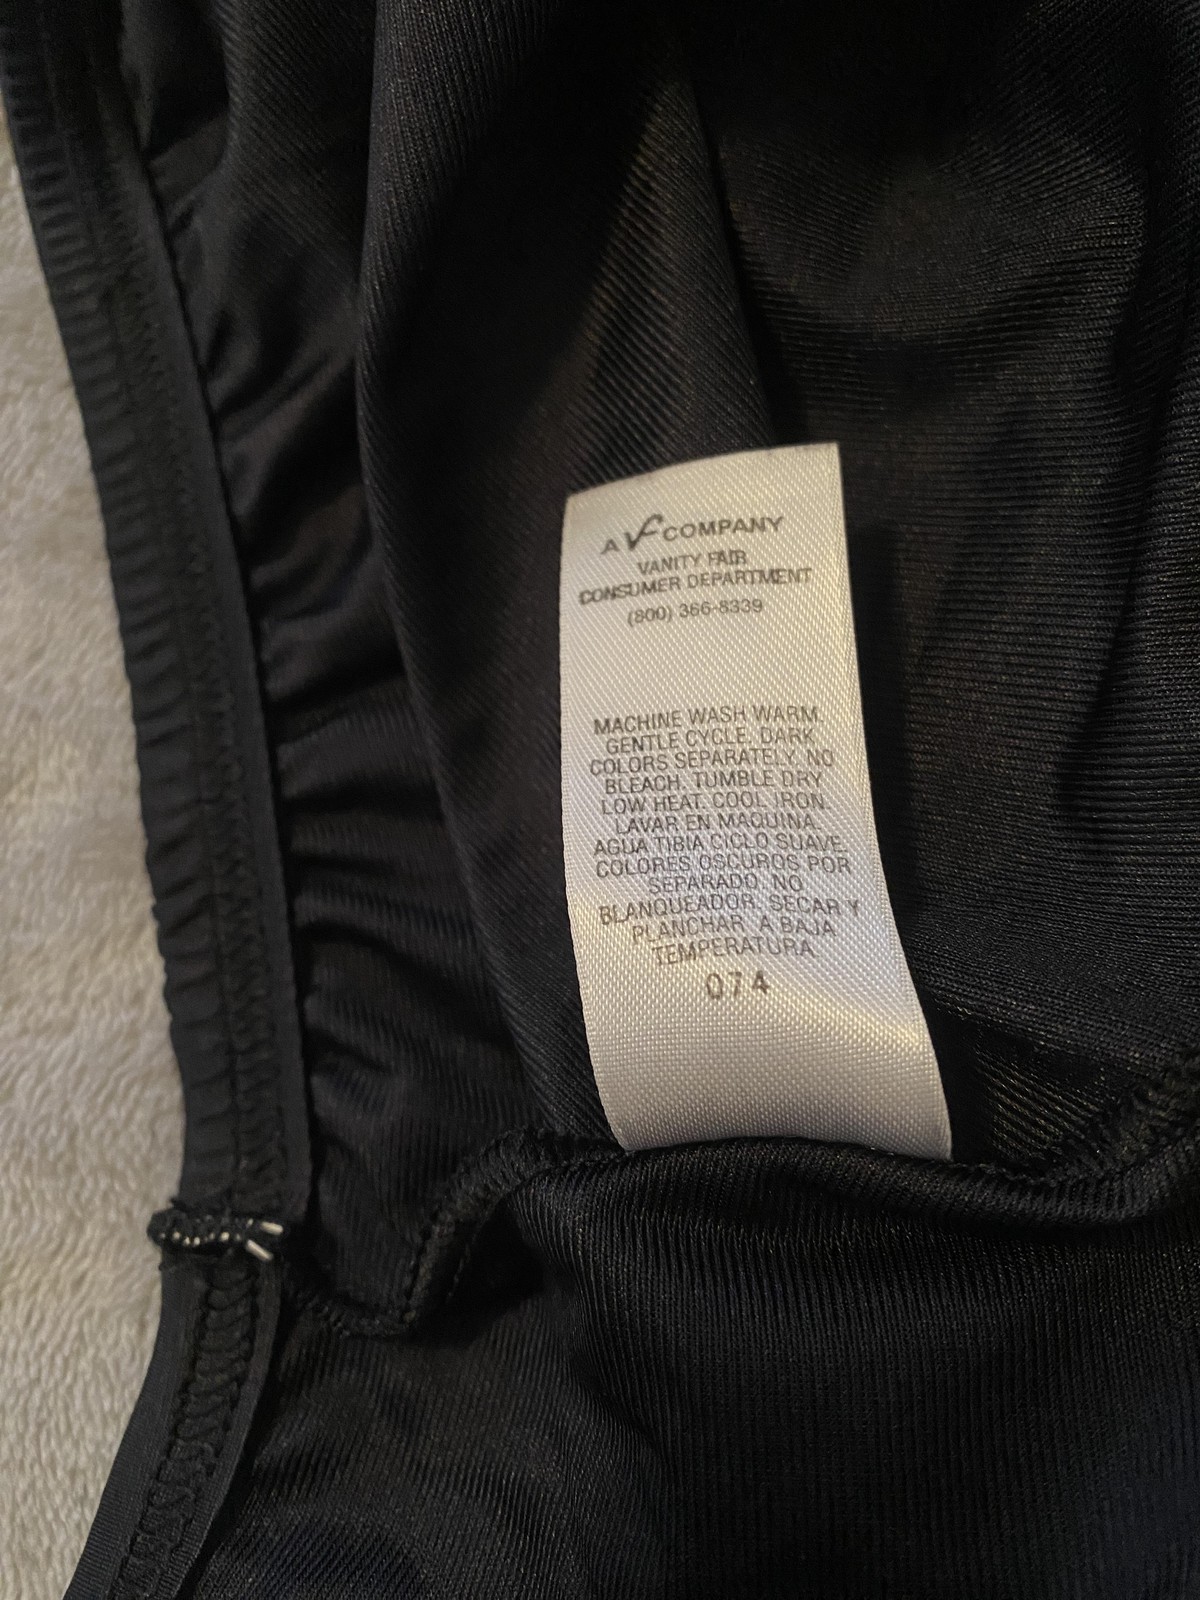 A VF COMPANY
VANITY FAIR
CONSUMER DEPARTMENT
(800) 366-8339
MACHINE WASH WARM.
GENTLE CYCLE. DARK
COLORS SEPARATELY. NO
BLEACH. TUMBLE DRY
LOW HEAT. COOL IRON.
LAVAR EN MAQUINA.
AGUA TIBIA CICLO SUAVE.
COLORES OSCUROS POR
SEPARADO. NO
BLANQUEADOR. SECAR Y
PLANCHAR. A BAJA
TEMPERATURA.
074